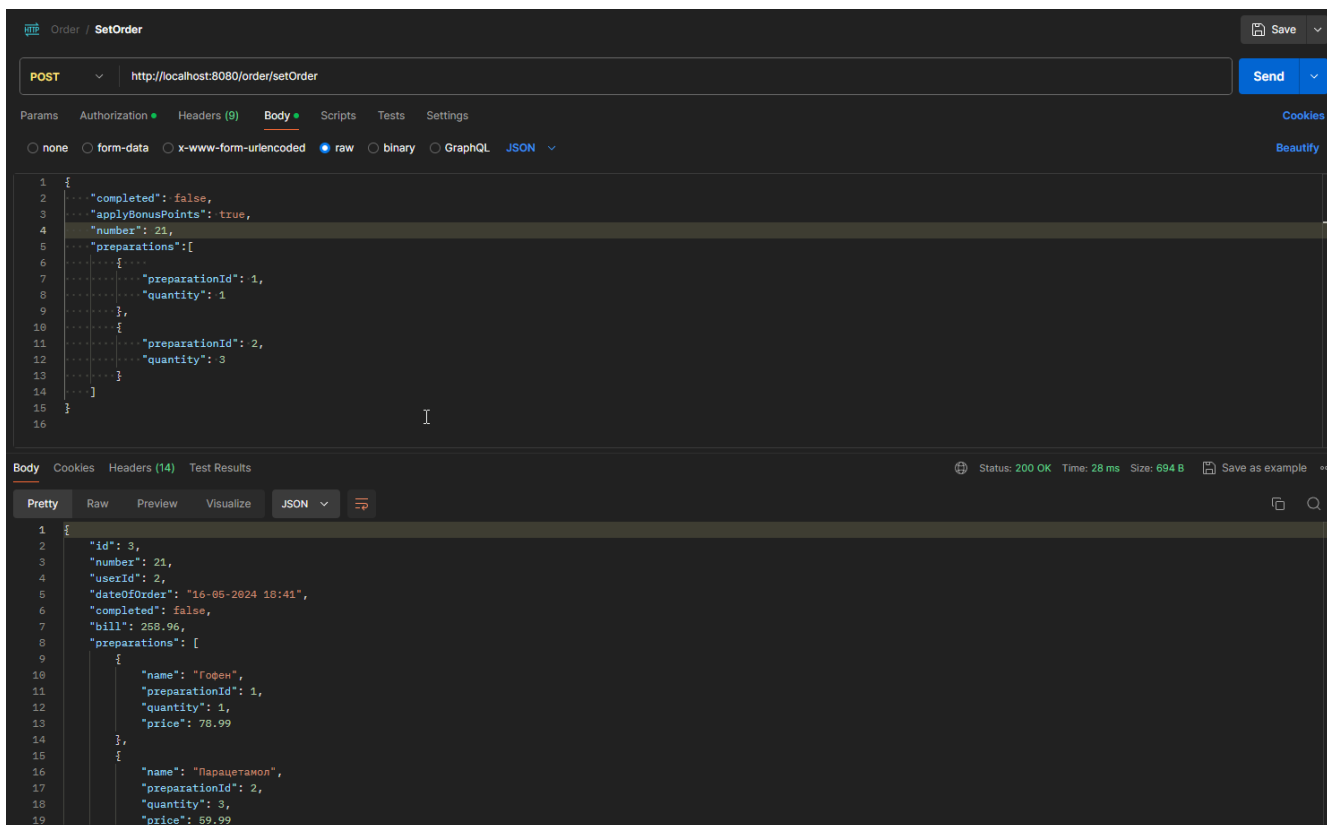 HTTP Order / SetOrder Save
POST http://localhost:8080/order/setOrder Send
Params Authorization Headers (9) Body Scripts Tests Settings Cookies
none form-data x-www-form-urlencoded raw binary GraphQL JSON Beautify
1 {
2 "completed": false,
3 "applyBonusPoints": true,
4 "number": 21,
5 "preparations":[
6 {
7 "preparationId": 1,
8 "quantity": 1
9 },
10 {
11 "preparationId": 2,
12 "quantity": 3
13 }
14 ]
15 }
16
Body Cookies Headers (14) Test Results Status: 200 OK Time: 28 ms Size: 694 B Save as example
Pretty Raw Preview Visualize JSON
1 {
2 "id": 3,
3 "number": 21,
4 "userId": 2,
5 "dateOfOrder": "16-05-2024 18:41",
6 "completed": false,
7 "bill": 258.96,
8 "preparations": [
9 {
10 "name": "Гофен",
11 "preparationId": 1,
12 "quantity": 1,
13 "price": 78.99
14 },
15 {
16 "name": "Парацетамол",
17 "preparationId": 2,
18 "quantity": 3,
19 "price": 59.99